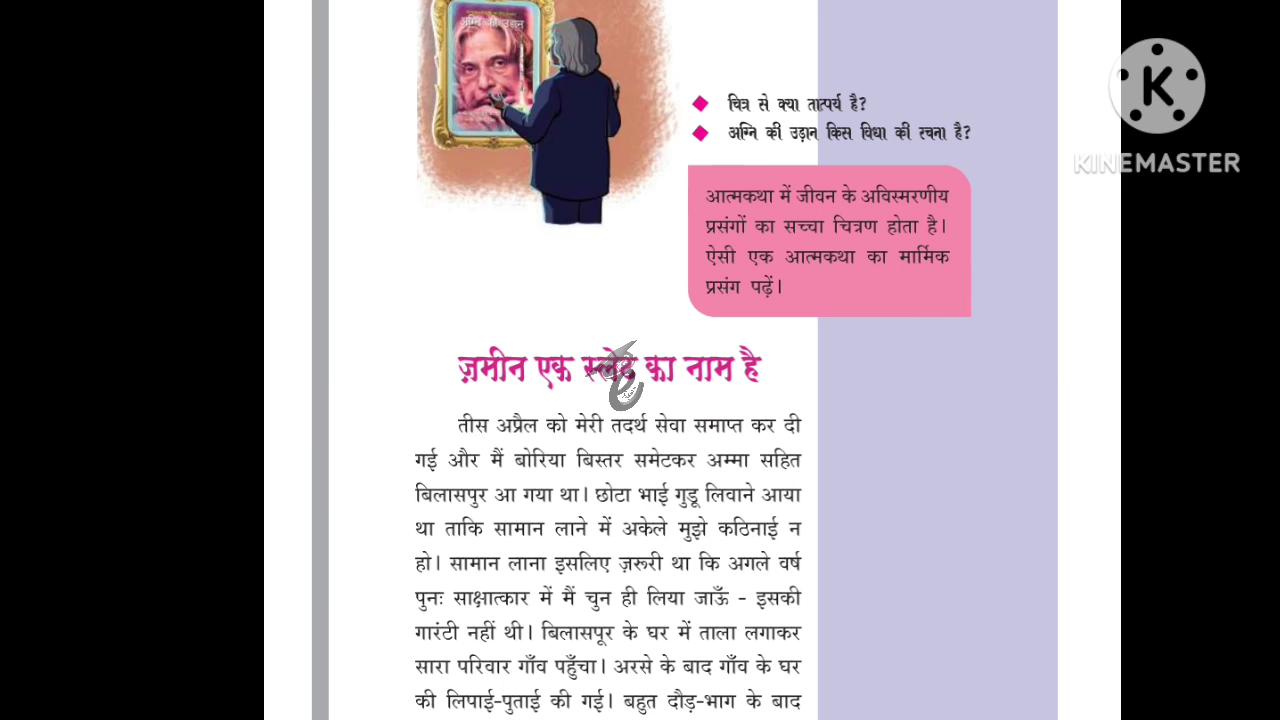 अग्नि की उड़ान
चित्र से क्या तात्पर्य है?
अग्नि की उड़ान किस विधा की रचना है?
K
KINEMASTER
आत्मकथा में जीवन के अविस्मरणीय
प्रसंगों का सच्चा चित्रण होता है।
ऐसी एक आत्मकथा का मार्मिक
प्रसंग पढ़ें।
ज़मीन एक स्लेट का नाम है
तीस अप्रैल को मेरी तदर्थ सेवा समाप्त कर दी
गई और मैं बोरिया बिस्तर समेटकर अम्मा सहित
बिलासपुर आ गया था। छोटा भाई गुडू लिवाने आया
था ताकि सामान लाने में अकेले मुझे कठिनाई न
हो। सामान लाना इसलिए ज़रूरी था कि अगले वर्ष
पुनः साक्षात्कार में मैं चुन ही लिया जाऊँ - इसकी
गारंटी नहीं थी। बिलासपूर के घर में ताला लगाकर
सारा परिवार गाँव पहुँचा। अरसे के बाद गाँव के घर
की लिपाई-पुताई की गई। बहुत दौड़-भाग के बाद